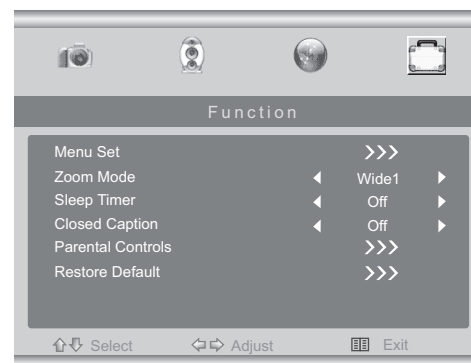 Function
Menu Set >>>
Zoom Mode Wide1
Sleep Timer Off
Closed Caption Off
Parental Controls >>>
Restore Default >>>
Select Adjust Exit